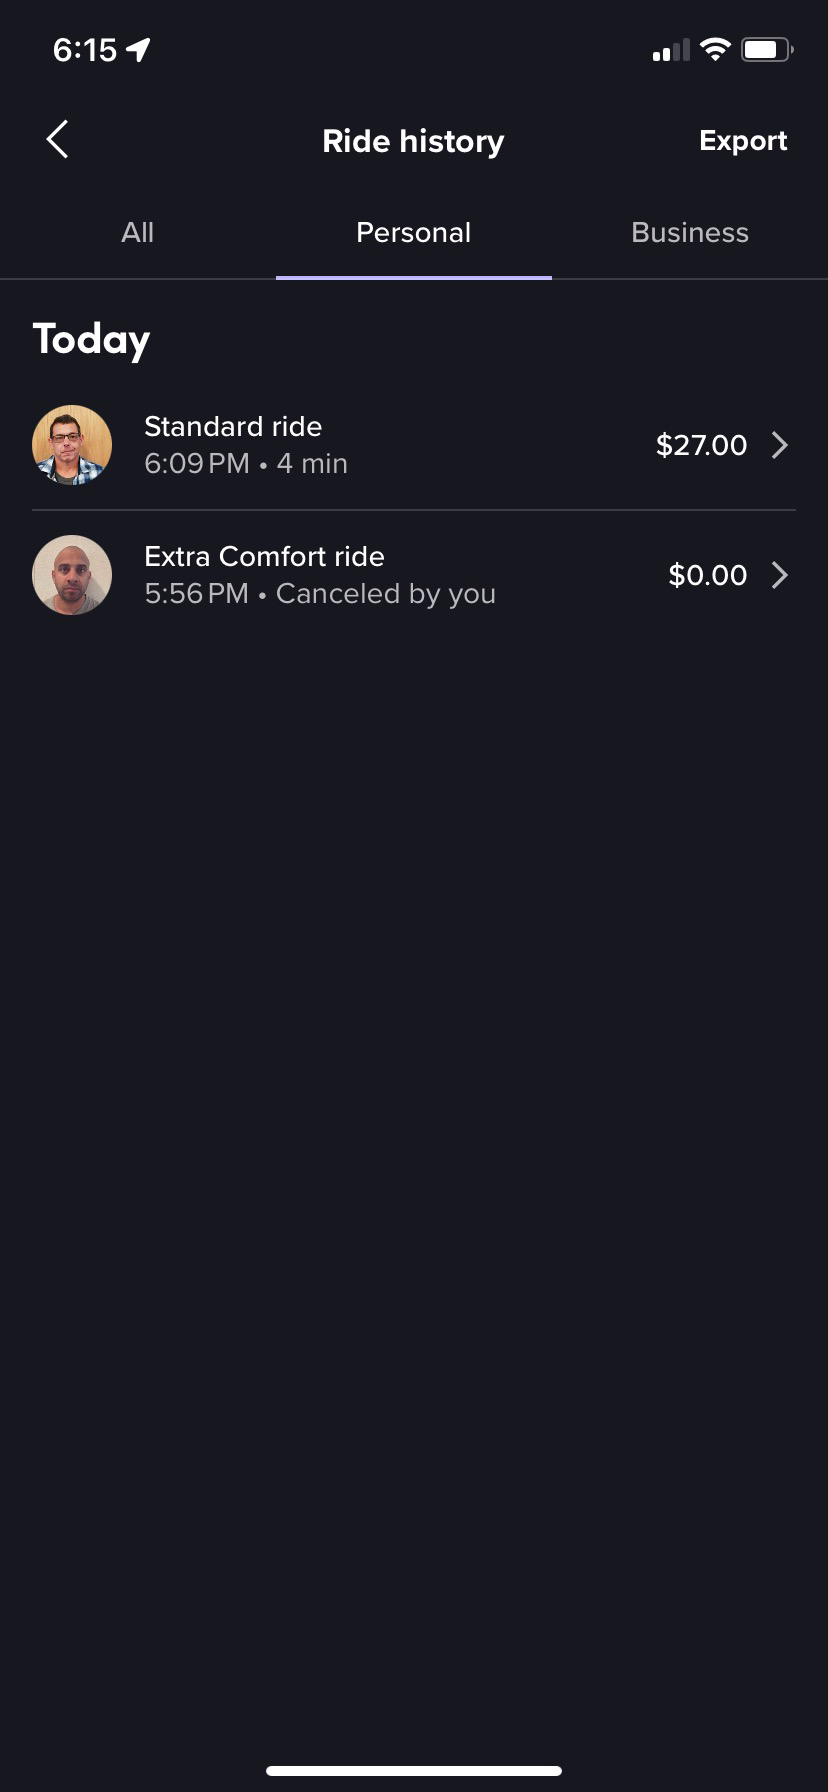 6:15
Ride history
Export
All
Personal
Business
Today
Standard ride
6:09 PM • 4 min
$27.00
Extra Comfort ride
5:56 PM • Canceled by you
$0.00